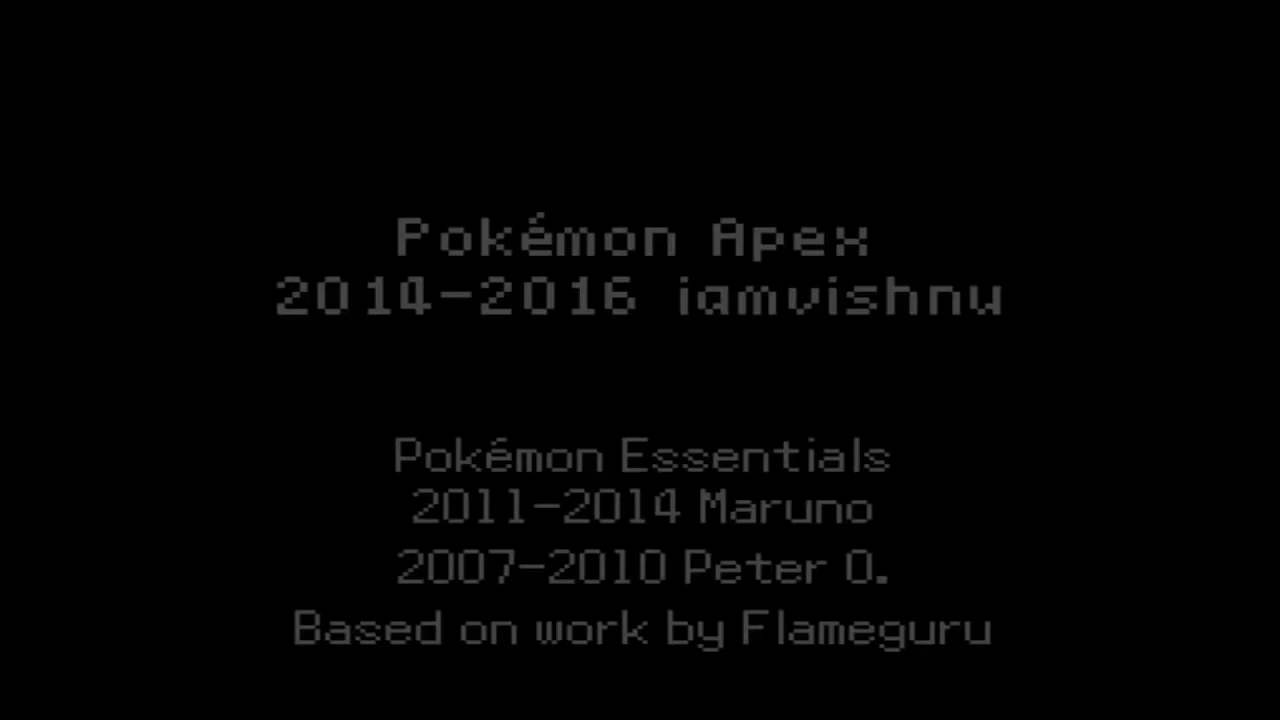 Pokémon Apex
2014-2016 iamvishnu
Pokémon Essentials
2011-2014 Maruno
2007-2010 Peter O.
Based on work by Flameguru